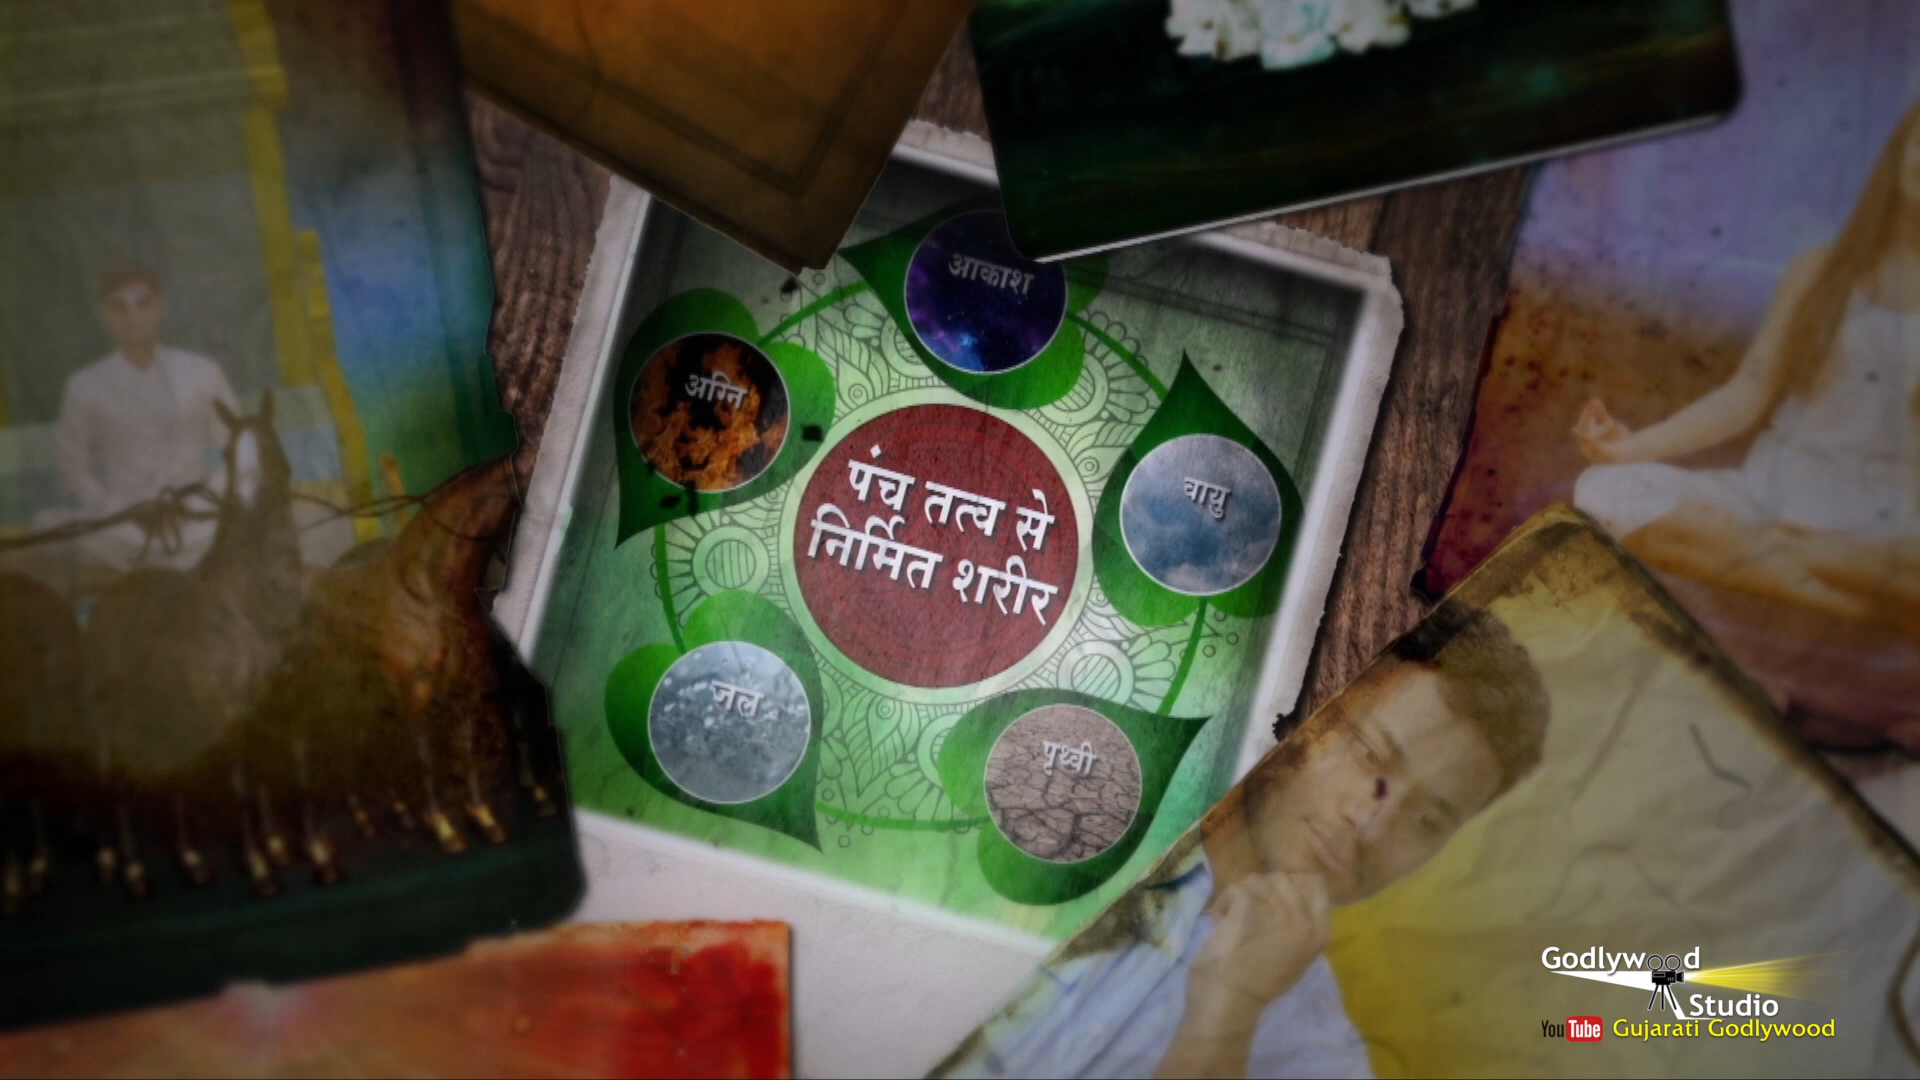 आकाश
अग्नि
वायु
पंच तत्व से
निर्मित शरीर
जल
पृथ्वी
Godlywood
Studio
YouTube Gujarati Godlywood